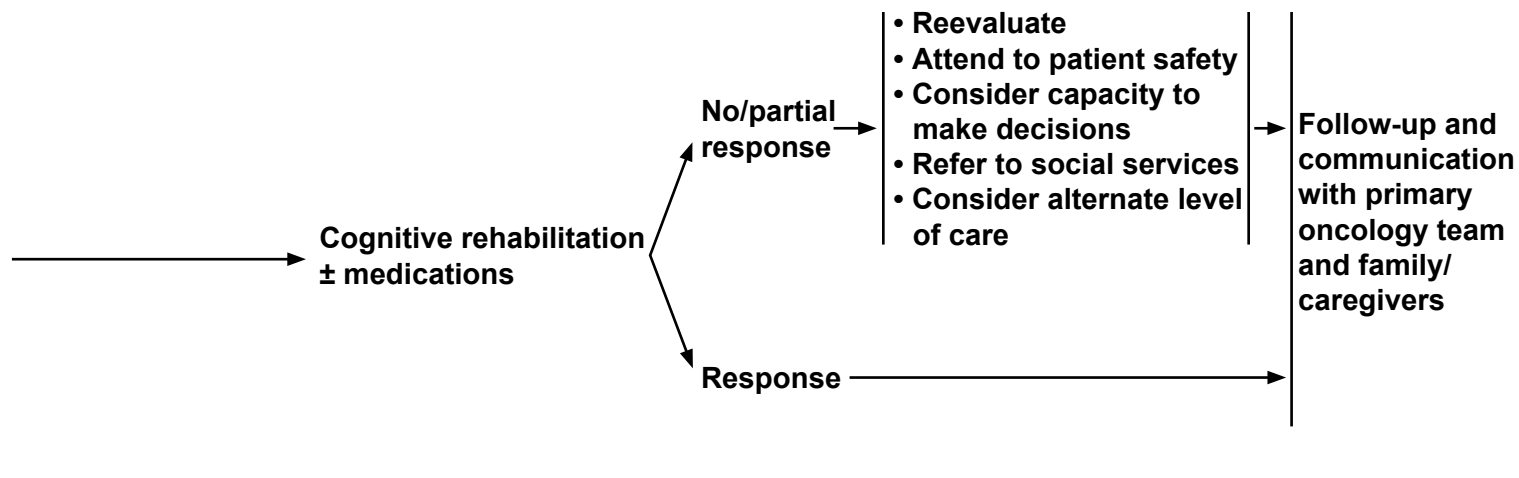 Cognitive rehabilitation
± medications
No/partial
response
• Reevaluate
• Attend to patient safety
• Consider capacity to
make decisions
• Refer to social services
• Consider alternate level
of care
Response
Follow-up and
communication
with primary
oncology team
and family/
caregivers